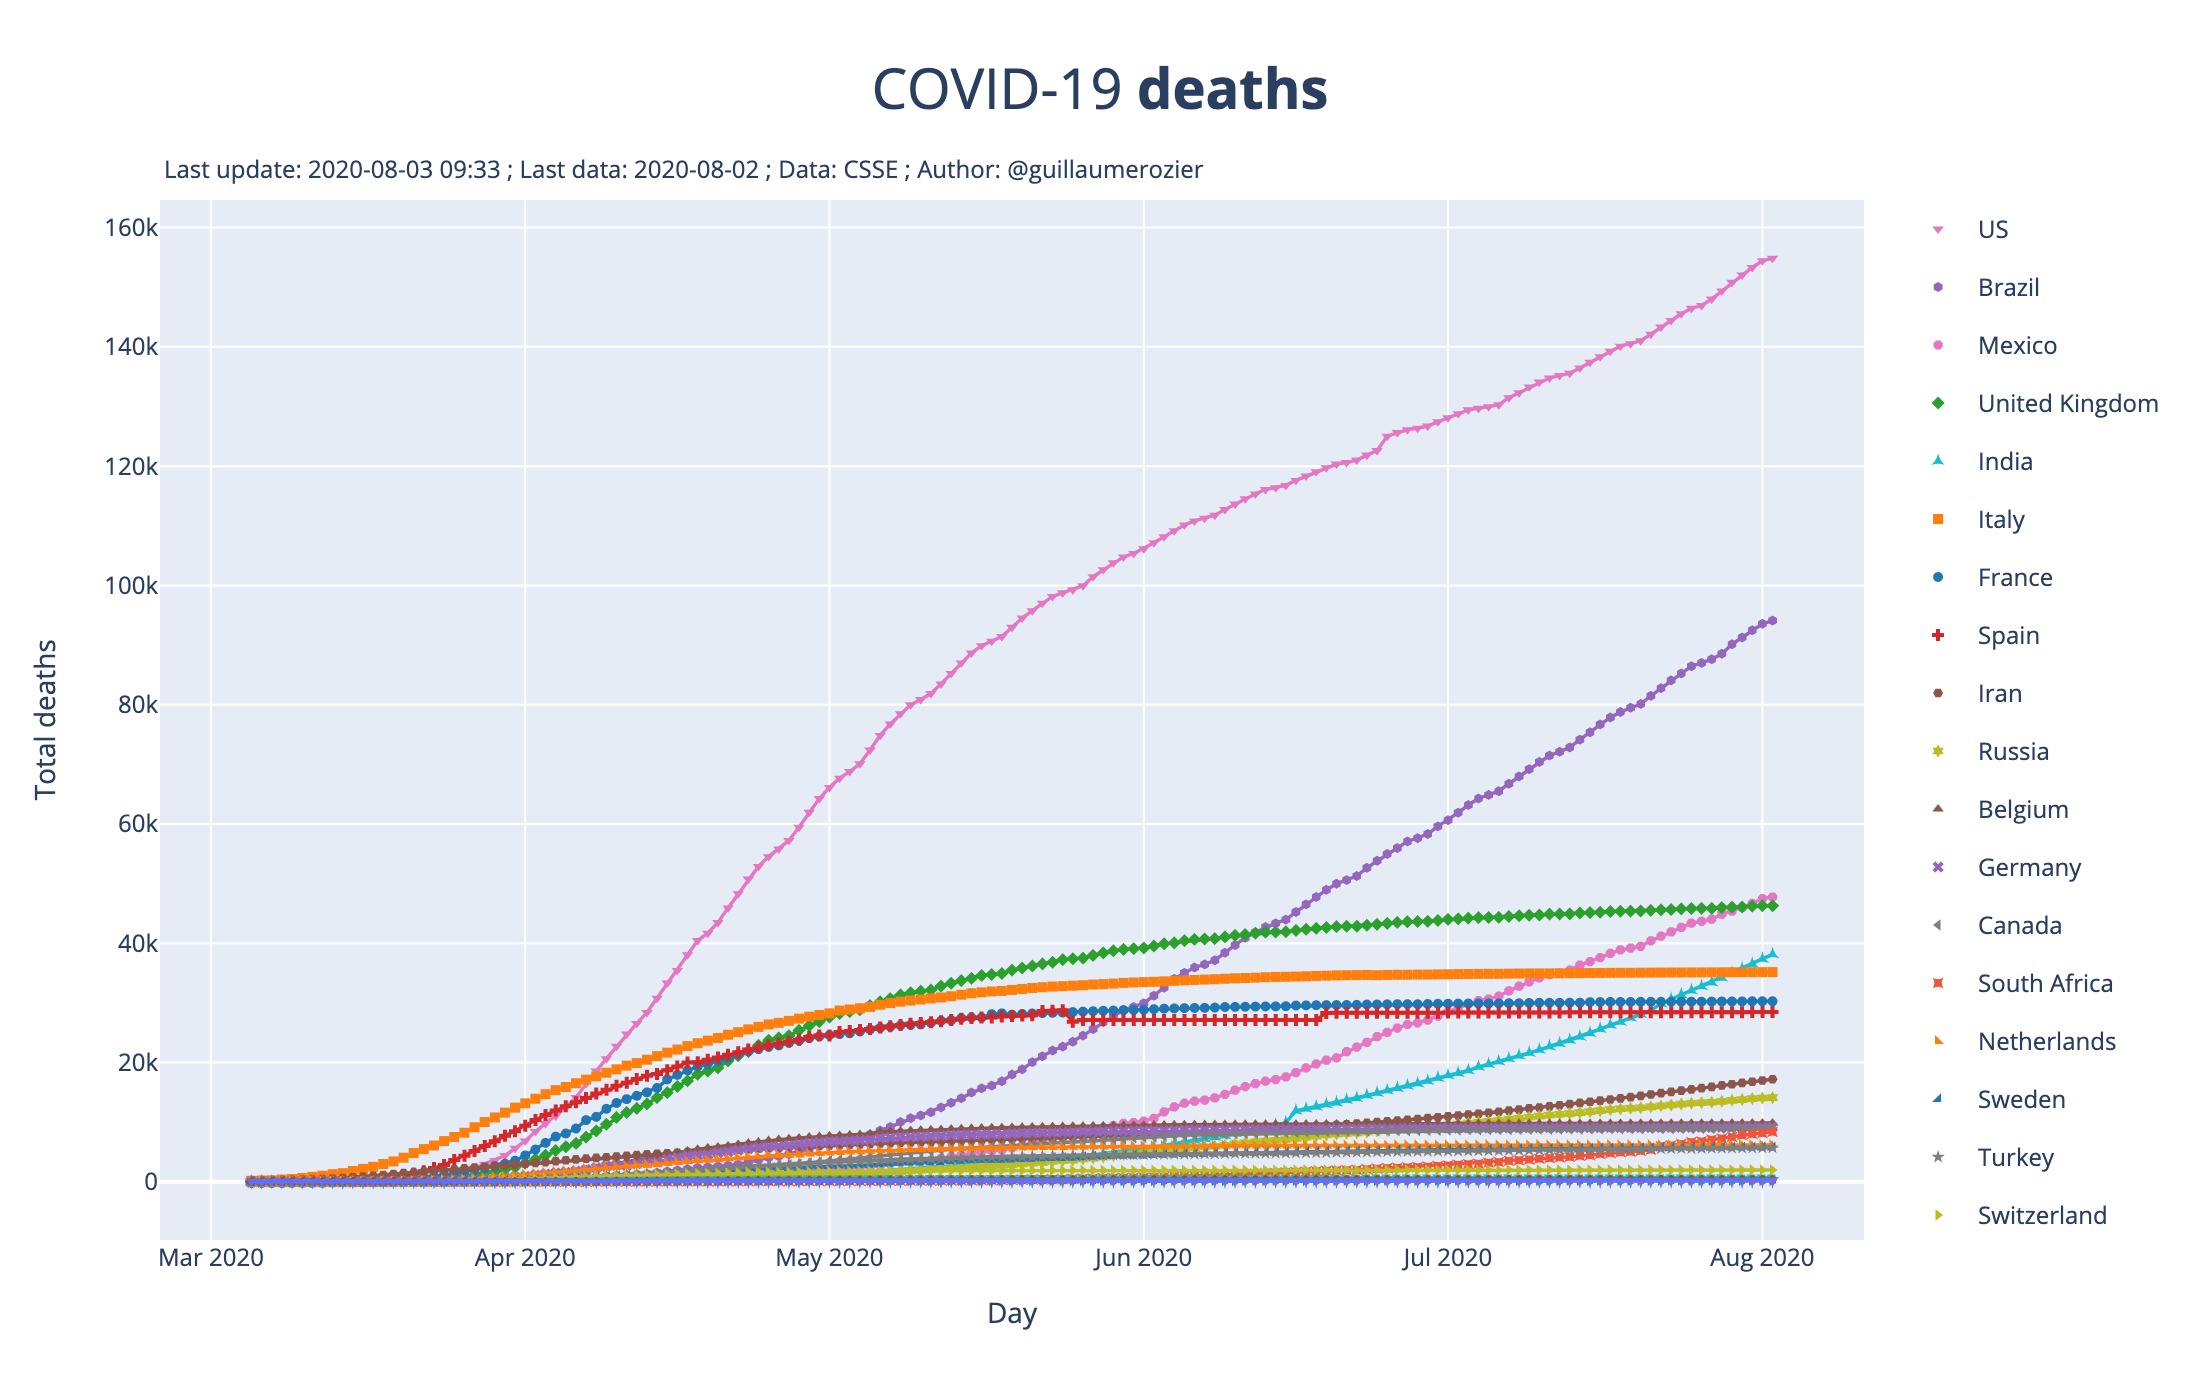 COVID-19 deaths
Last update: 2020-08-03 09:33 ; Last data: 2020-08-02 ; Data: CSSE ; Author: @guillaumerozier
160k
140k
120k
100k
80k
60k
40k
20k
0
Total deaths
Mar 2020
Apr 2020
May 2020
Jun 2020
Jul 2020
Aug 2020
Day
US
Brazil
Mexico
United Kingdom
India
Italy
France
Spain
Iran
Russia
Belgium
Germany
Canada
South Africa
Netherlands
Sweden
Turkey
Switzerland